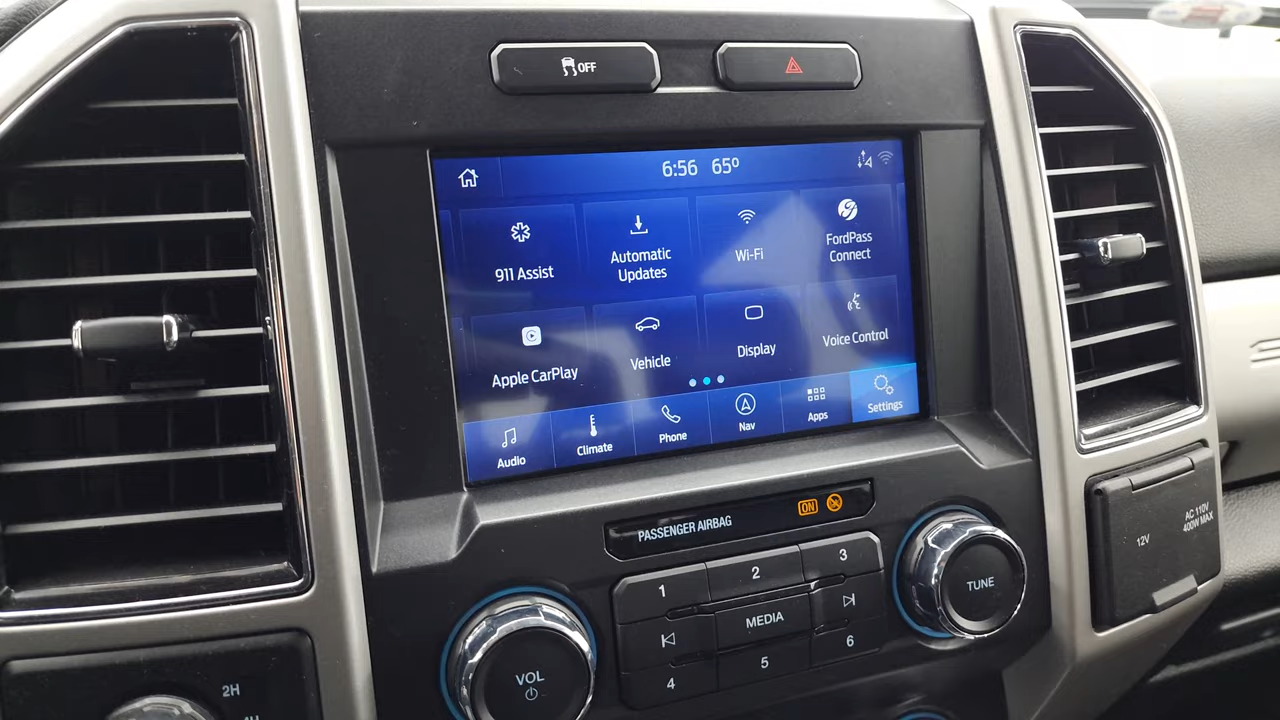 OFF
6:56 65°
911 Assist
Automatic
Updates
Wi-Fi
FordPass
Connect
Apple CarPlay
Vehicle
Display
Voice Control
Audio
Climate
Phone
Nav
Apps
Settings
PASSENGER AIRBAG
ON
1
2
3
MEDIA
4
5
6
VOL
TUNE
12V
AC 110V
400W MAX
2H